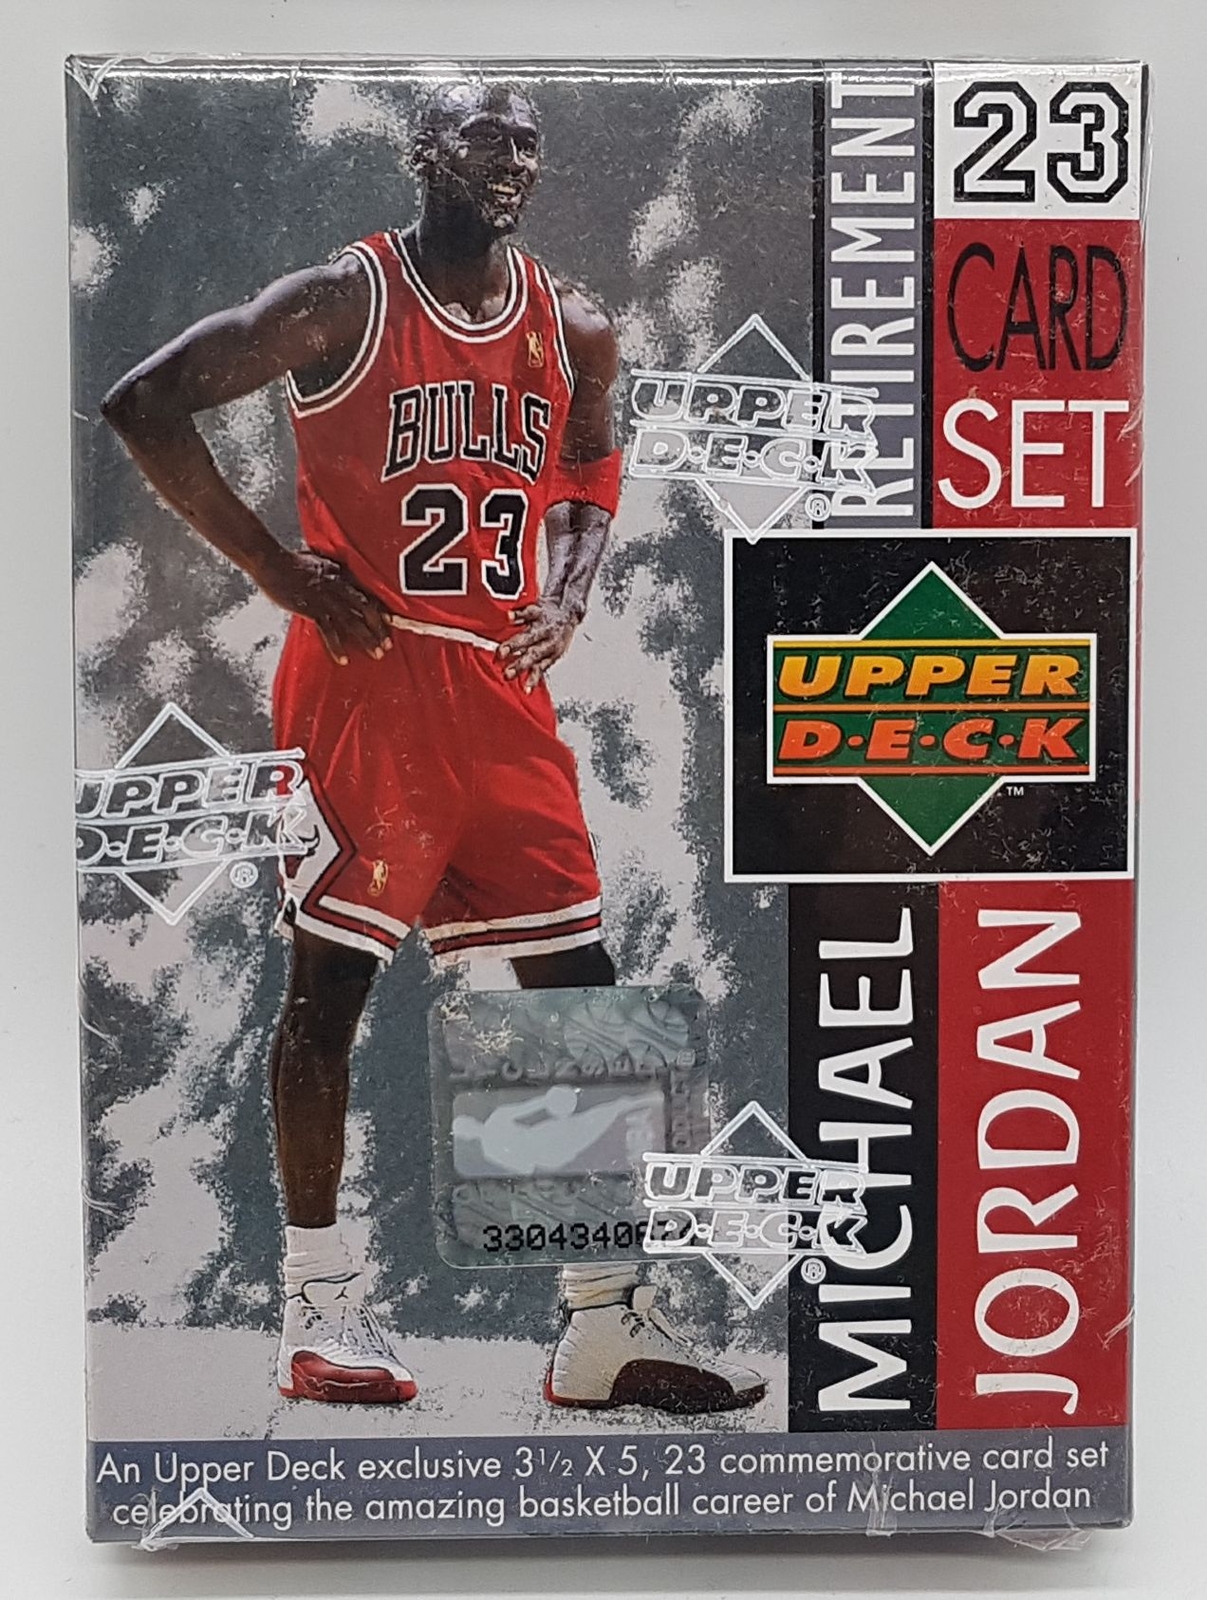 RETIREMENT
23
CARD
SET
UPPER
D·E·C·K
®
UPPER
D·E·C·K
™
BULLS
23
UPPER
D·E·C·K
®
UPPER
D·E·C·K
®
MICHAEL
JORDAN
An Upper Deck exclusive 3 1/2 X 5, 23 commemorative card set
celebrating the amazing basketball career of Michael Jordan